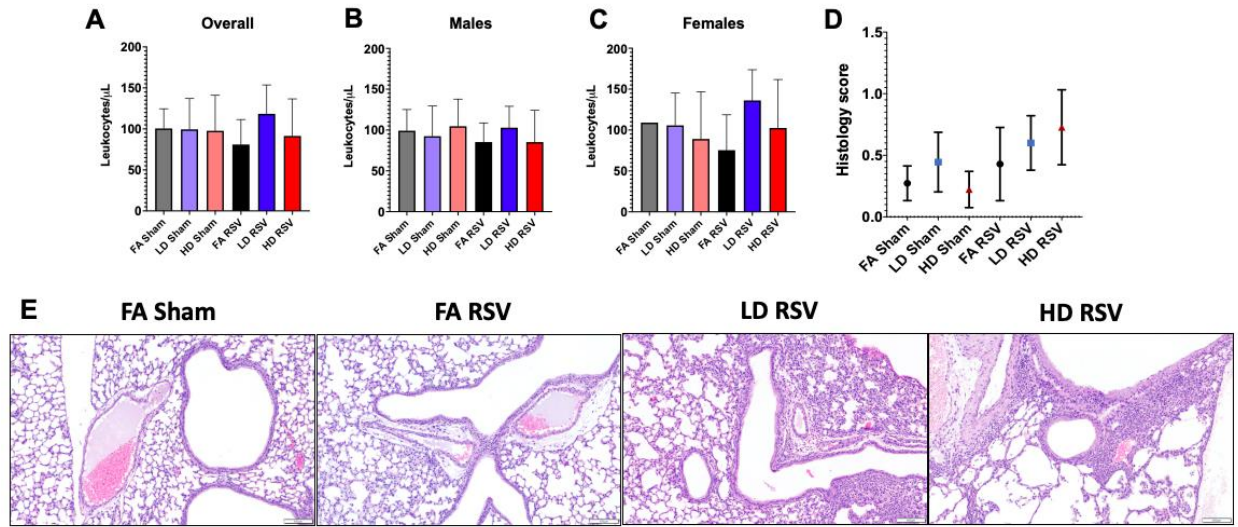 A
Overall
Leukocytes/µL
200
150
100
50
0
FA Sham
LD Sham
HD Sham
FA RSV
LD RSV
HD RSV
B
Males
Leukocytes/µL
200
150
100
50
0
FA Sham
LD Sham
HD Sham
FA RSV
LD RSV
HD RSV
C
Females
Leukocytes/µL
200
150
100
50
0
FA Sham
LD Sham
HD Sham
FA RSV
LD RSV
HD RSV
D
Histology score
1.5
1.0
0.5
0.0
FA Sham
LD Sham
HD Sham
FA RSV
LD RSV
HD RSV
E
FA Sham
FA RSV
LD RSV
HD RSV